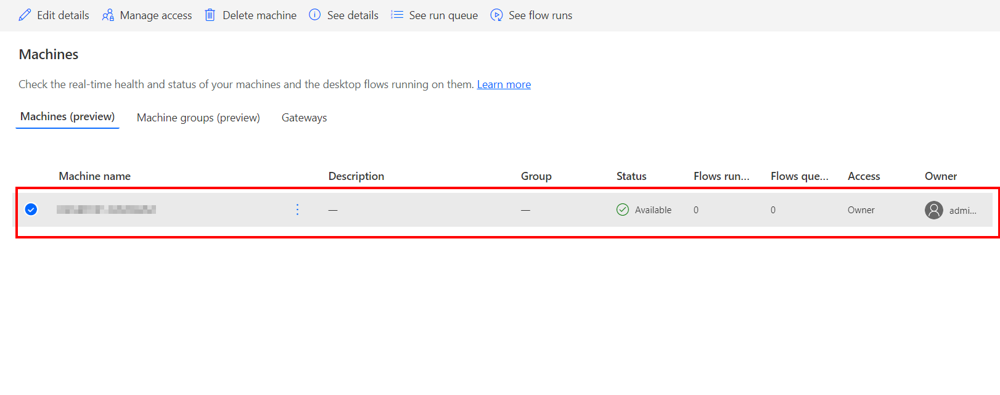 Edit details Manage access Delete machine See details See run queue See flow runs
Machines
Check the real-time health and status of your machines and the desktop flows running on them. Learn more
Machines (preview) Machine groups (preview) Gateways
Machine name Description Group Status Flows run... Flows que... Access Owner
— — Available 0 0 Owner admi...